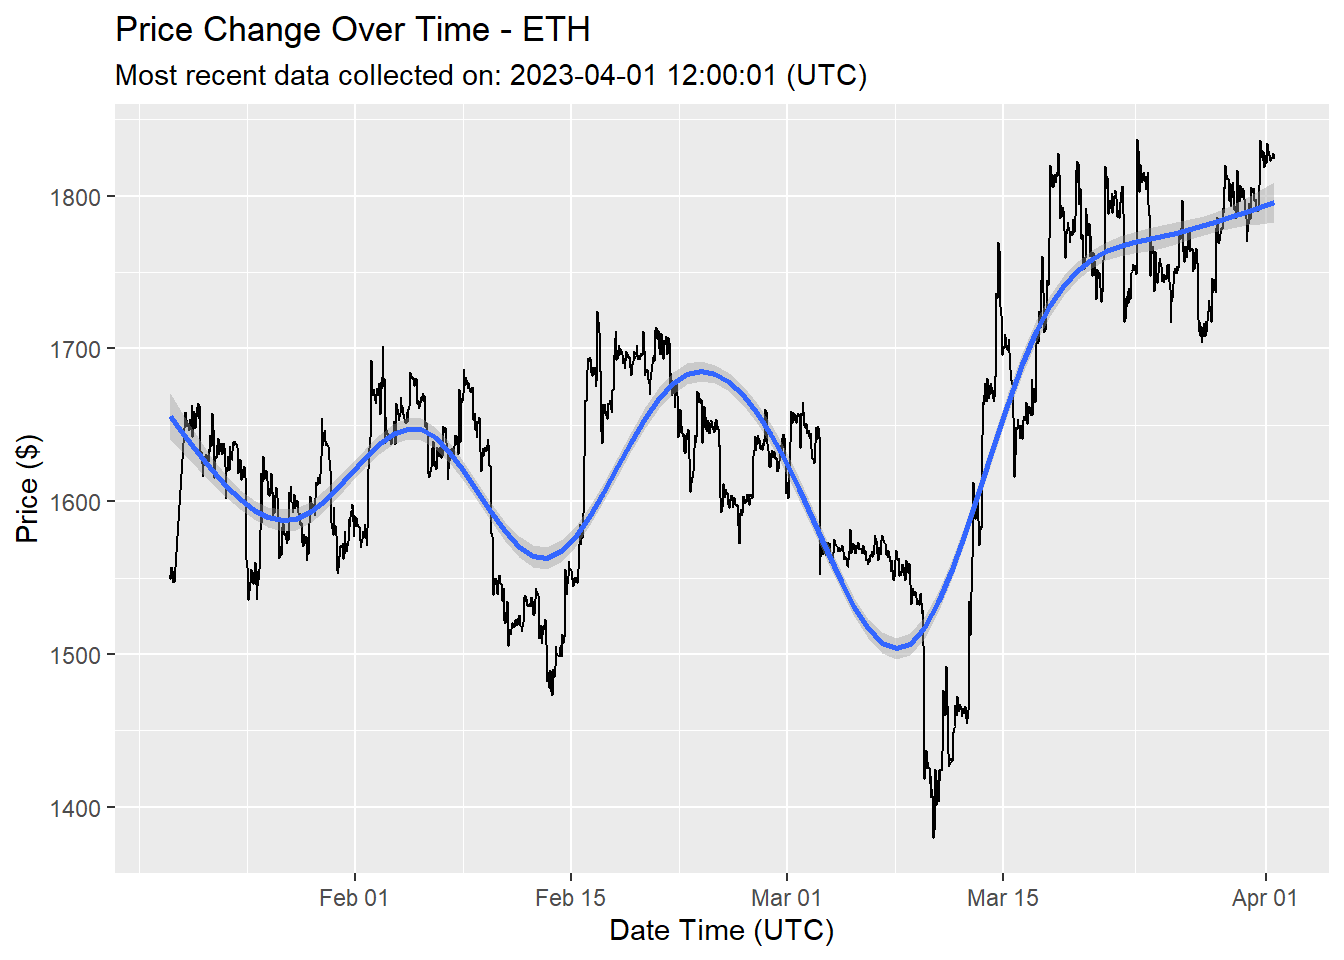 Price Change Over Time - ETH
Most recent data collected on: 2023-04-01 12:00:01 (UTC)
Price ($)
1800
1700
1600
1500
1400
Feb 01
Feb 15
Mar 01
Mar 15
Apr 01
Date Time (UTC)